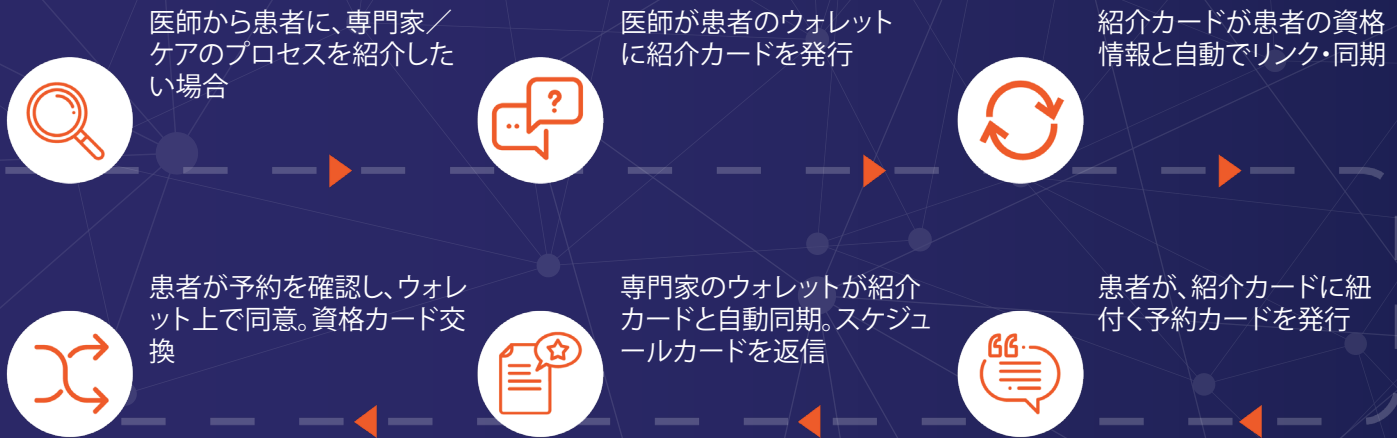 医師から患者に、専門家／
ケアのプロセスを紹介した
い場合
医師が患者のウォレット
に紹介カードを発行
紹介カードが患者の資格
情報と自動でリンク・同期
?
患者が、紹介カードに紐
付く予約カードを発行
専門家のウォレットが紹介
カードと自動同期。スケジュ
ールカードを返信
患者が予約を確認し、ウォレ
ット上で同意。資格カード交
換